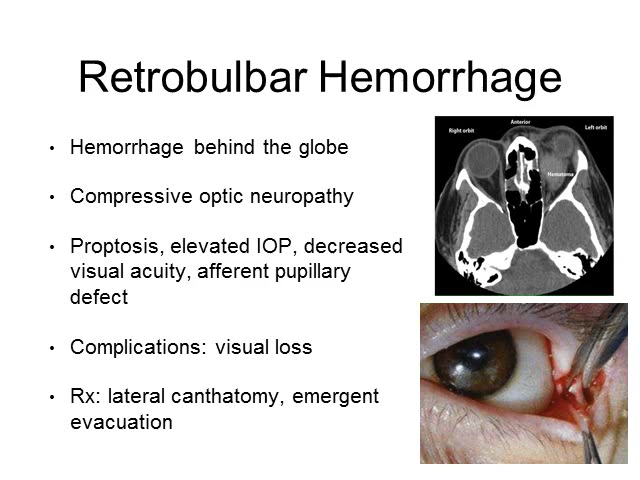 Retrobulbar Hemorrhage
• Hemorrhage behind the globe
• Compressive optic neuropathy
• Proptosis, elevated IOP, decreased
visual acuity, afferent pupillary
defect
• Complications: visual loss
• Rx: lateral canthatomy, emergent
evacuation
Anterior
Right orbit
Left orbit
Hematoma